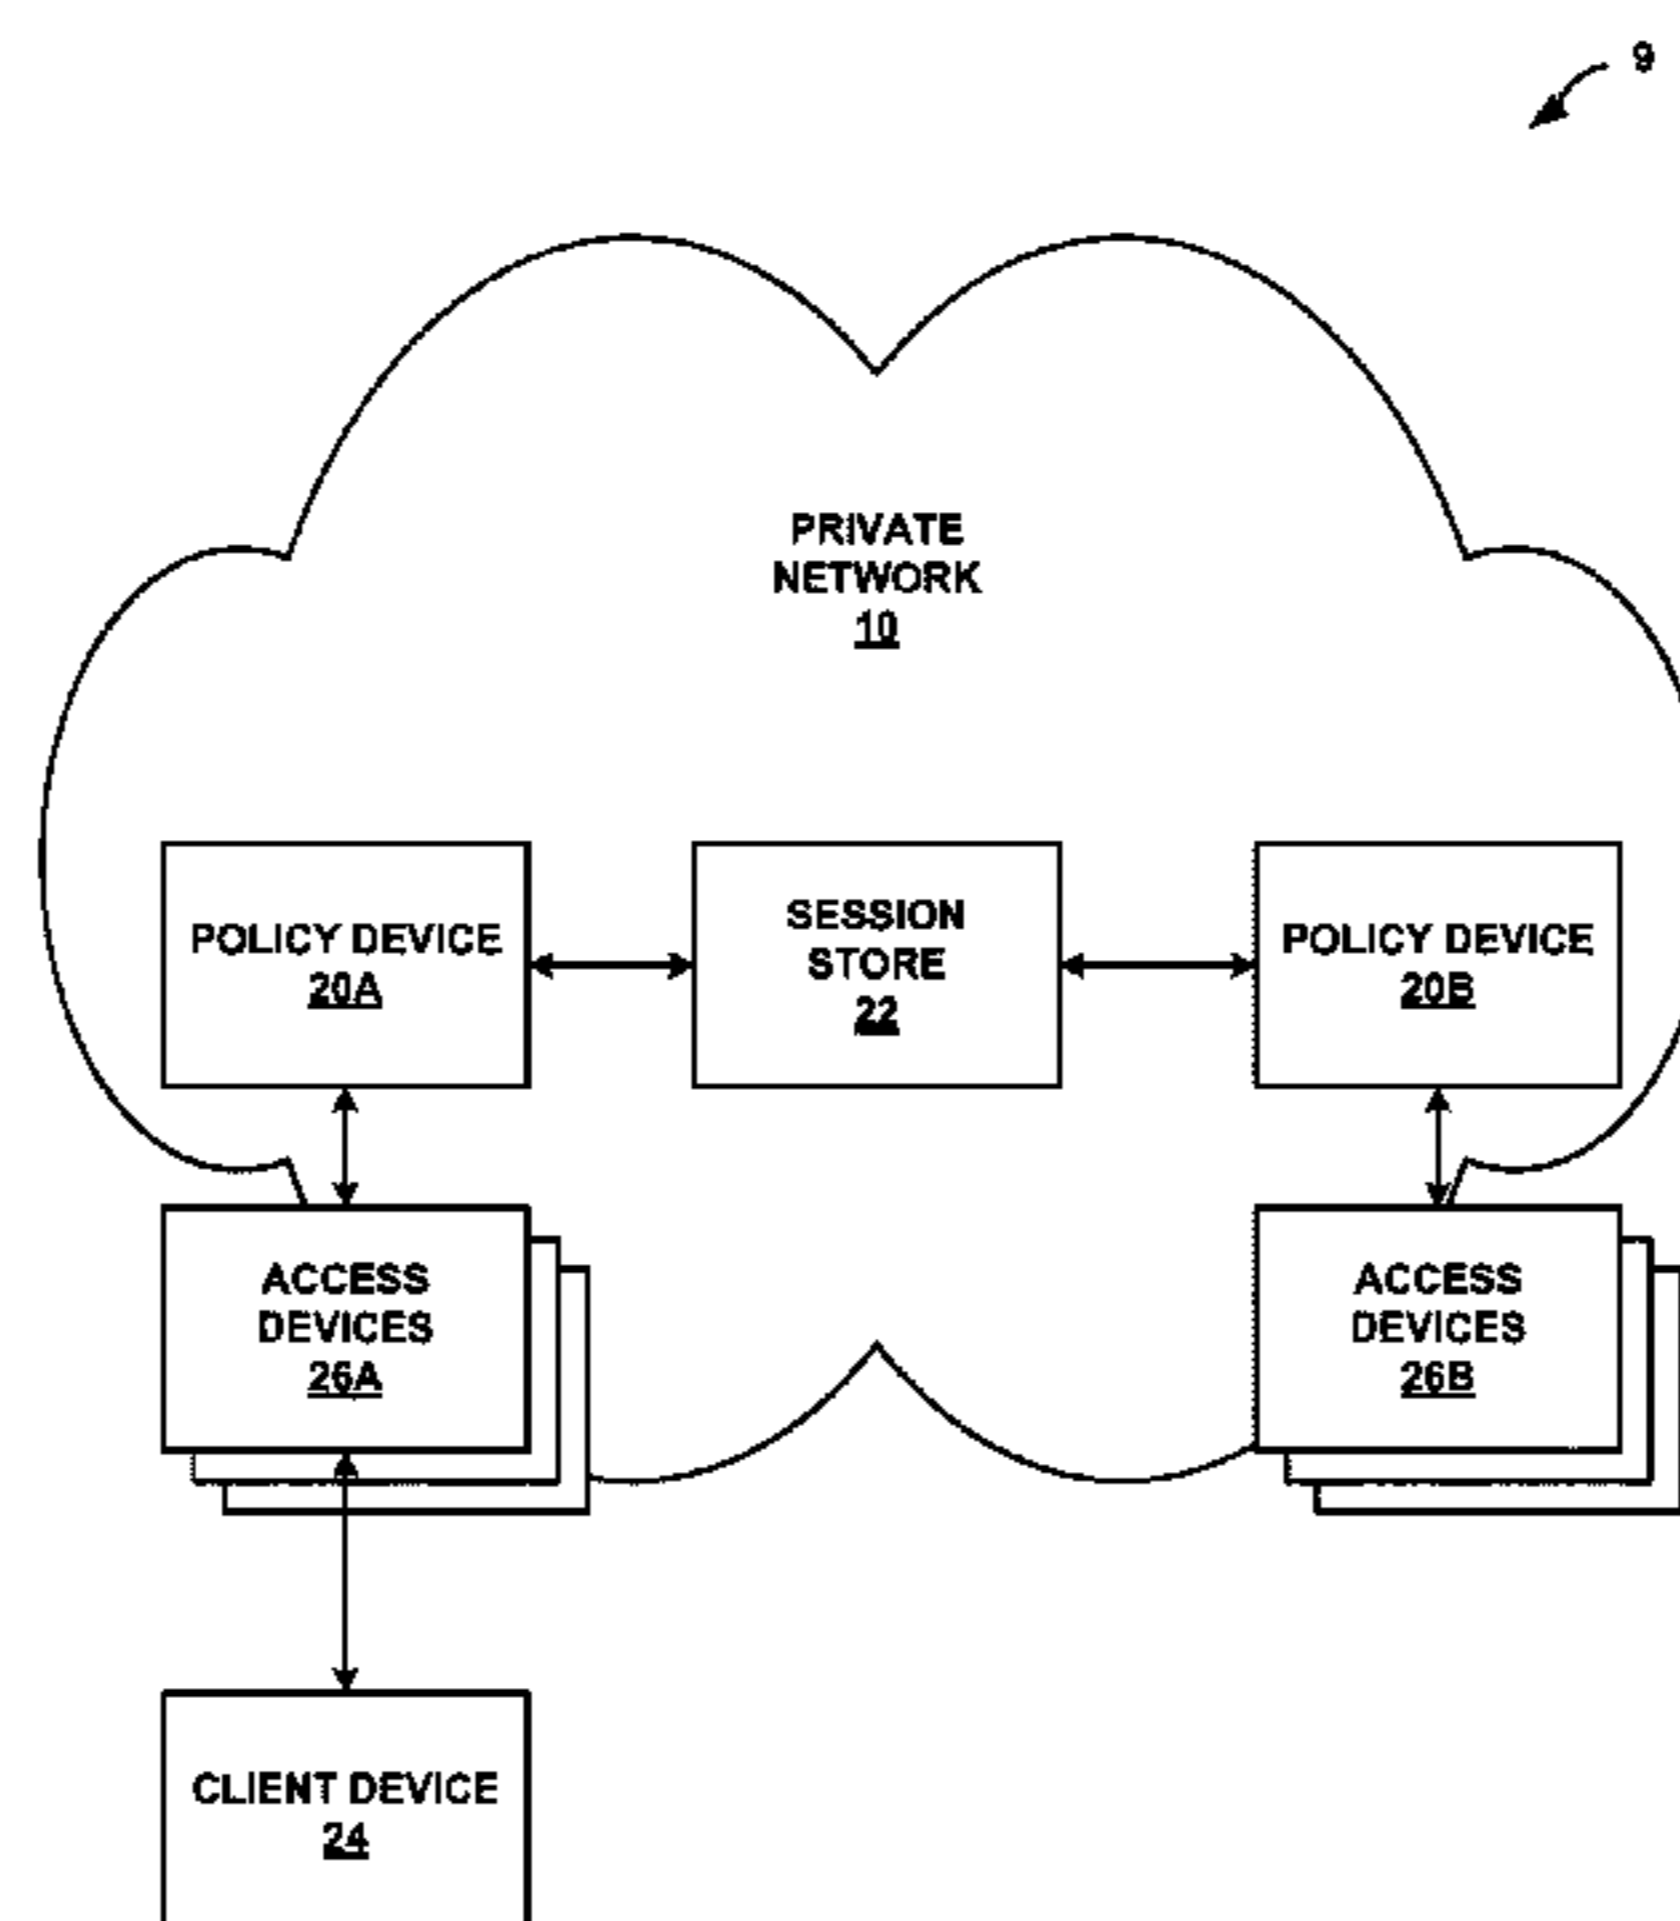 9
PRIVATE
NETWORK
10
POLICY DEVICE
20A
SESSION
STORE
22
POLICY DEVICE
20B
ACCESS
DEVICES
26A
ACCESS
DEVICES
26B
CLIENT DEVICE
24